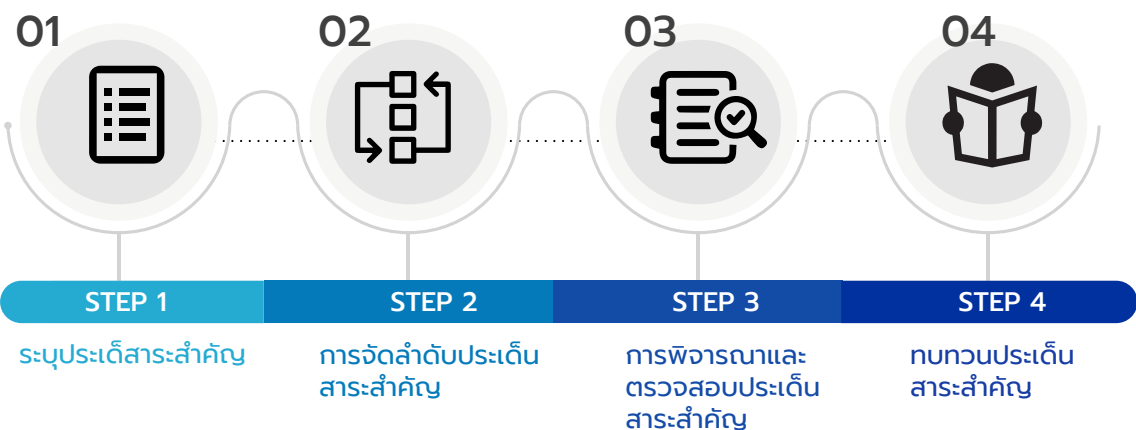 01
02
03
04
STEP 1
STEP 2
STEP 3
STEP 4
ระบุประเด็สาระสำคัญ
การจัดลำดับประเด็น
สาระสำคัญ
การพิจารณาและ
ตรวจสอบประเด็น
สาระสำคัญ
ทบทวนประเด็น
สาระสำคัญ